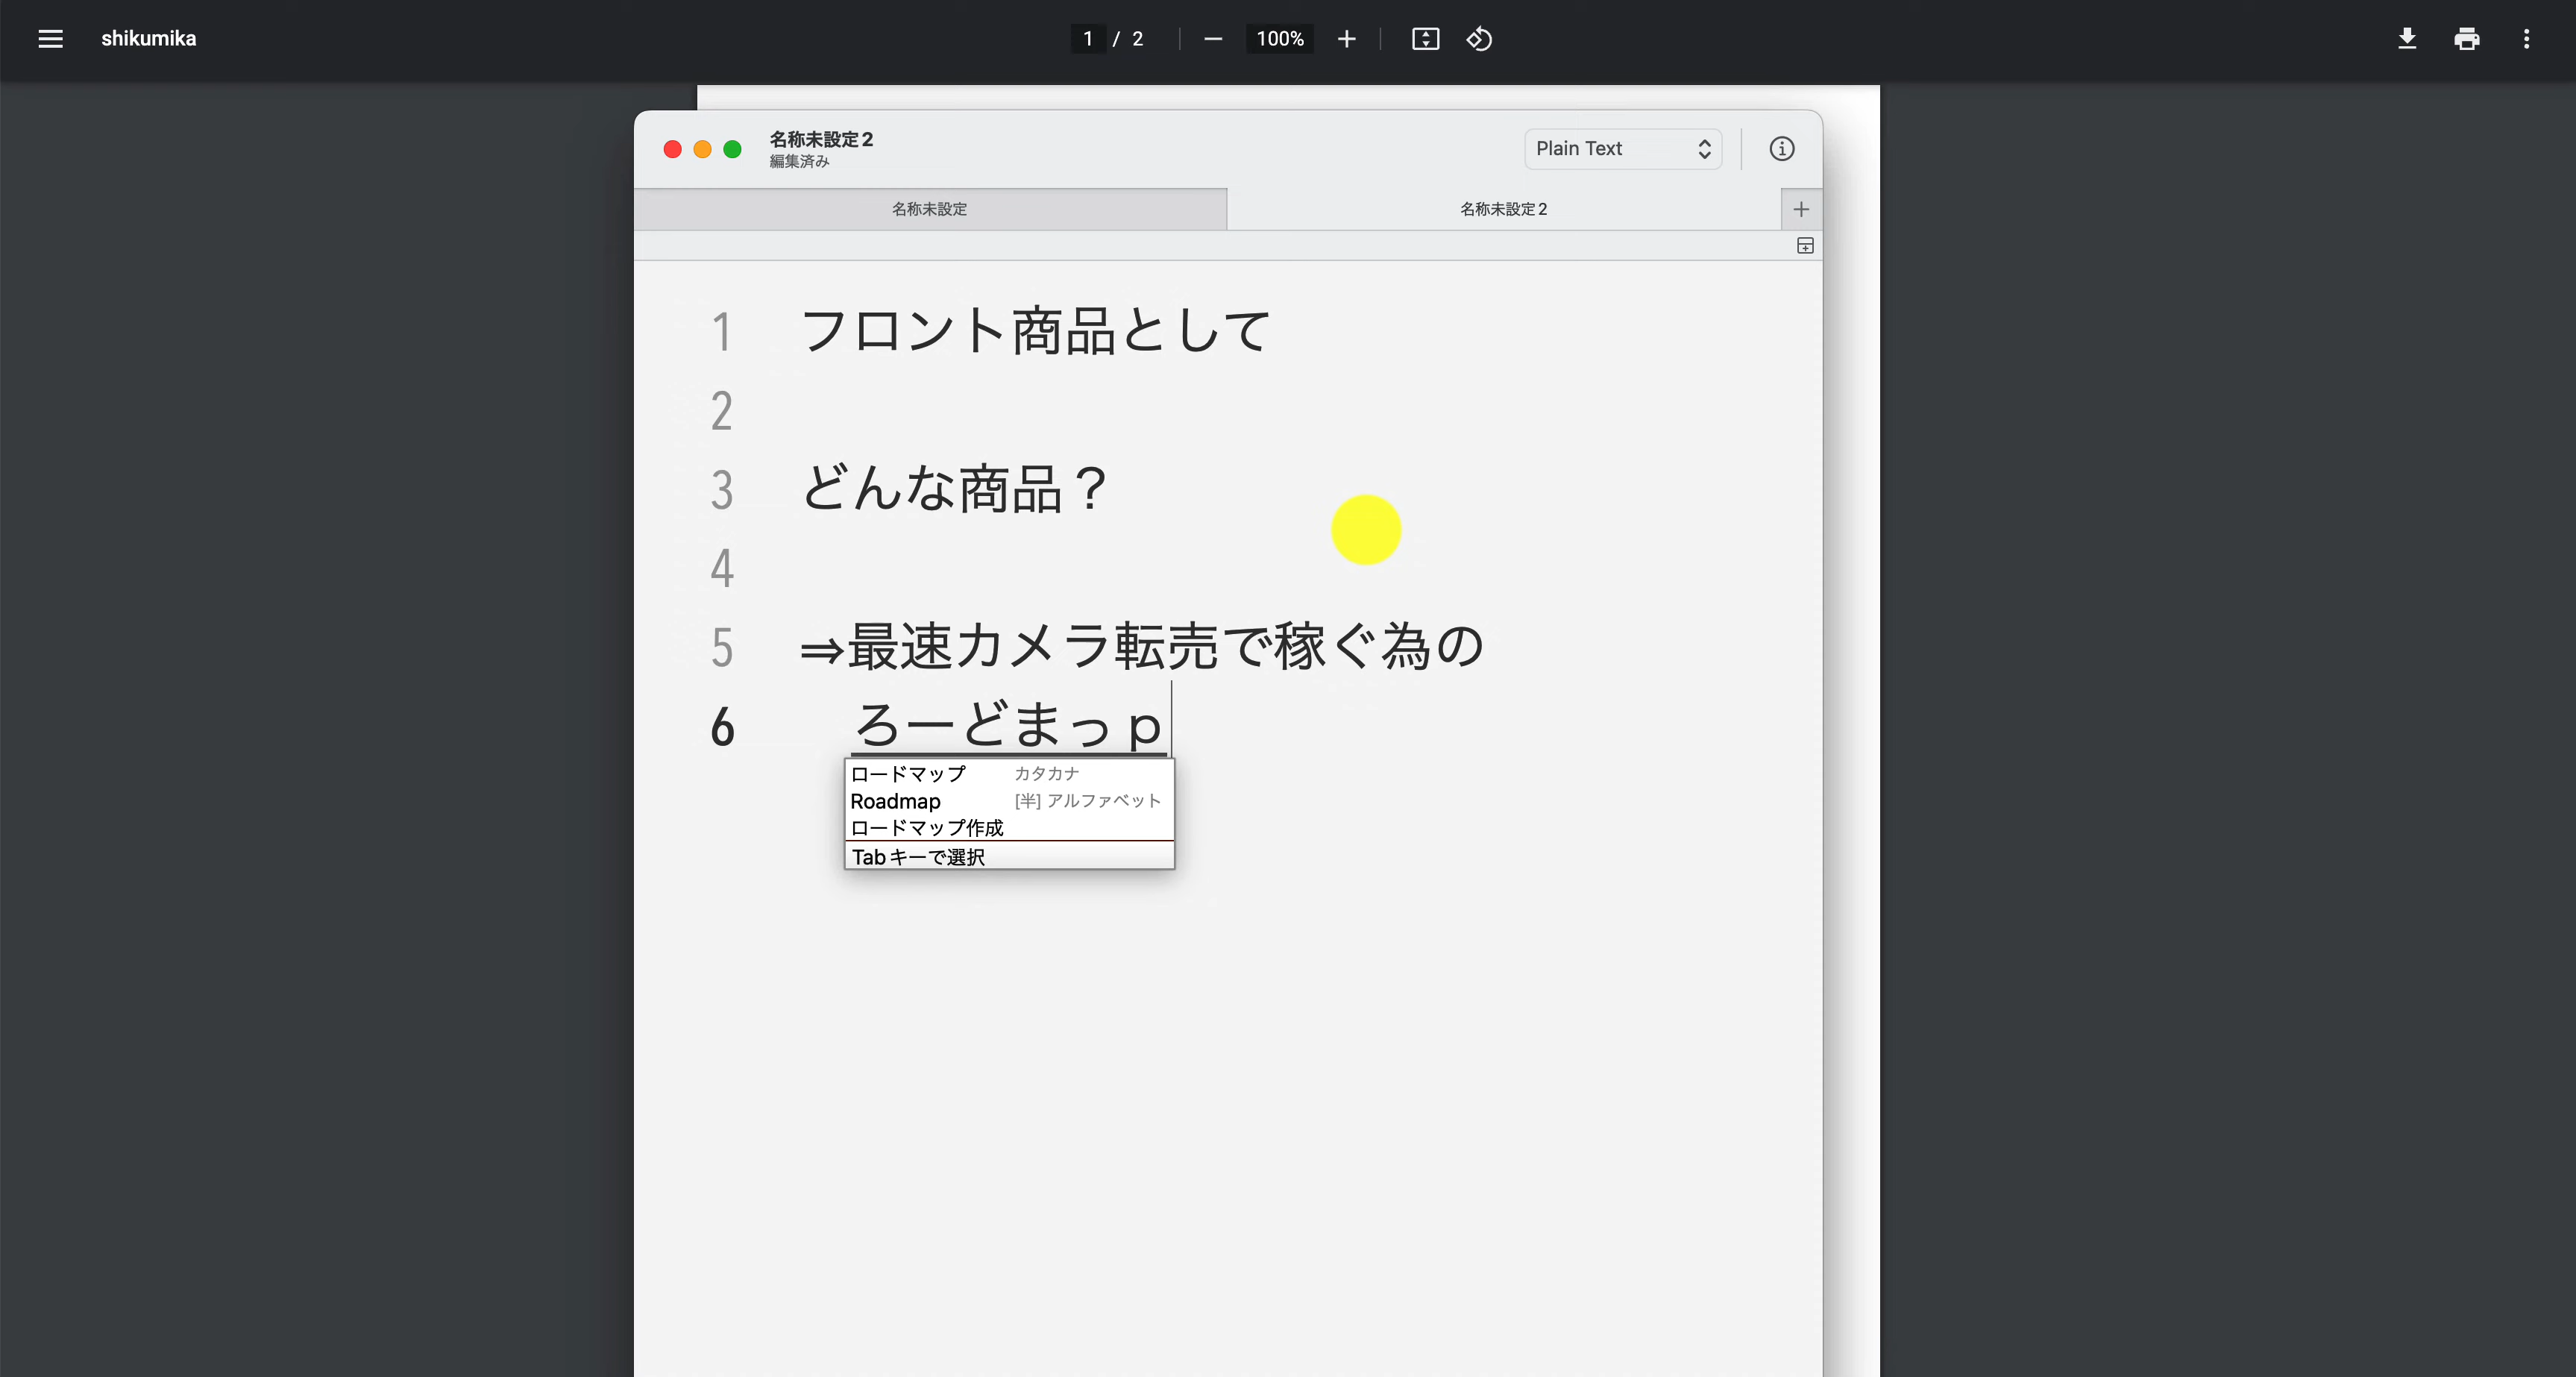 shikumika
1 / 2
100%
名称未設定2
編集済み
Plain Text
名称未設定
名称未設定2
1 フロント商品として
2
3 どんな商品？
4
5 ⇒最速カメラ転売で稼ぐ為の
6 ろーどまっｐ
ロードマップ カタカナ
Roadmap [半] アルファベット
ロードマップ作成
Tabキーで選択